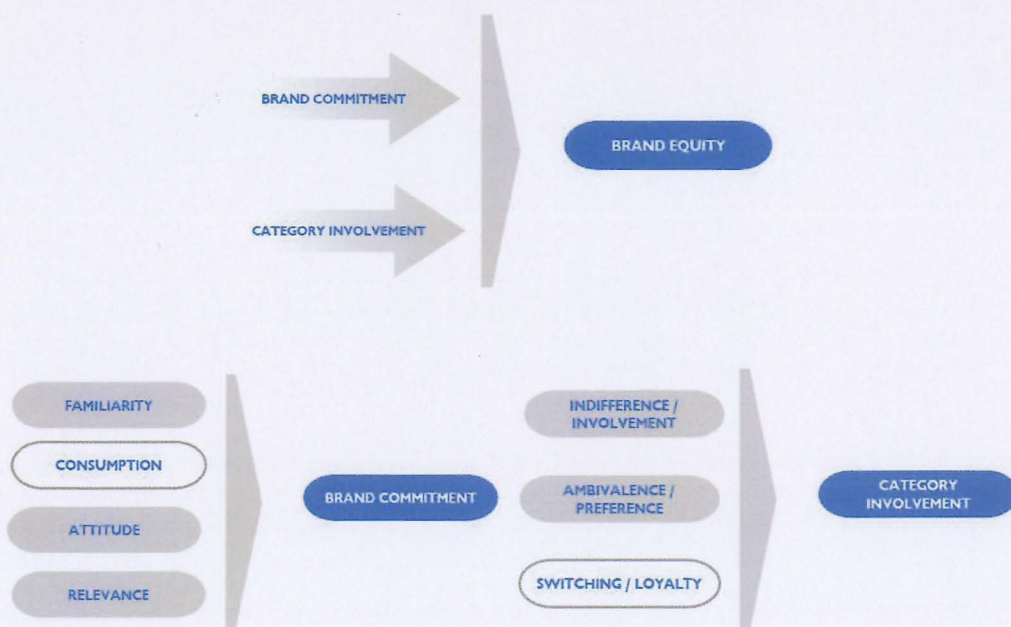 BRAND COMMITMENT
BRAND EQUITY
CATEGORY INVOLVEMENT
FAMILIARITY
CONSUMPTION
ATTITUDE
RELEVANCE
BRAND COMMITMENT
INDIFFERENCE /
INVOLVEMENT
AMBIVALENCE /
PREFERENCE
SWITCHING / LOYALTY
CATEGORY
INVOLVEMENT